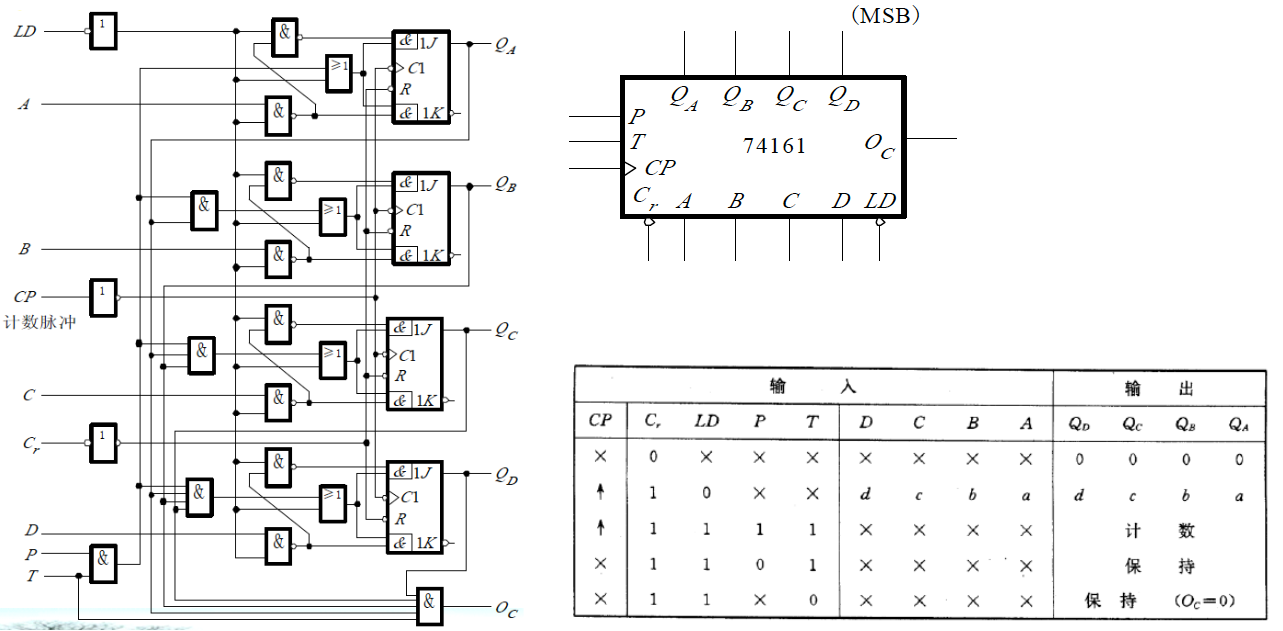 LD
1
&
≥1
&
1J
C1
R
&
1K
Q_A
A
&
&
&
≥1
&
1J
C1
R
&
1K
Q_B
B
&
CP
1
计数脉冲
&
&
≥1
&
1J
C1
R
&
1K
Q_C
C
&
C_r
1
&
&
≥1
&
1J
C1
R
&
1K
Q_D
D
&
P
T
&
&
O_C
(MSB)
Q_A Q_B Q_C Q_D
P
T 74161 O_C
CP
C_r A B C D LD
输 入 输 出
CP C_r LD P T D C B A Q_D Q_C Q_B Q_A
× 0 × × × × × × × 0 0 0 0
↑ 1 0 × × d c b a d c b a
↑ 1 1 1 1 × × × × 计 数
× 1 1 0 1 × × × × 保 持
× 1 1 × 0 × × × × 保 持 (O_C=0)